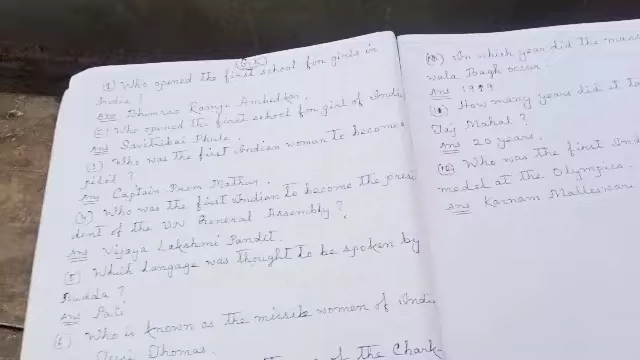 G.K
(1) Who opened the first school for girls in
India?
Ans Bhimrao Ramji Ambedkar.
(2) Who opened the first school for girl of India
Ans Savitribai Phule.
(3) Who was the first Indian woman to become a
pilot?
Ans Captain Prem Mathur.
(4) Who was the first Indian to become the presi
dent of the UN General Assembly?
Ans Vijaya Lakshmi Pandit.
(5) Which Langage was thought to be spoken by
Budda?
Ans Pali
(6) Who is known as the missile women of India
Thomas.
of the Chark-
In which year did the mass
wala Bagh occur
Ans 1919
How many years did it ta
Taj Mahal?
Ans 20 years.
Who was the first Ind
medel at the Olympics.
Ans Karnam Malleswar